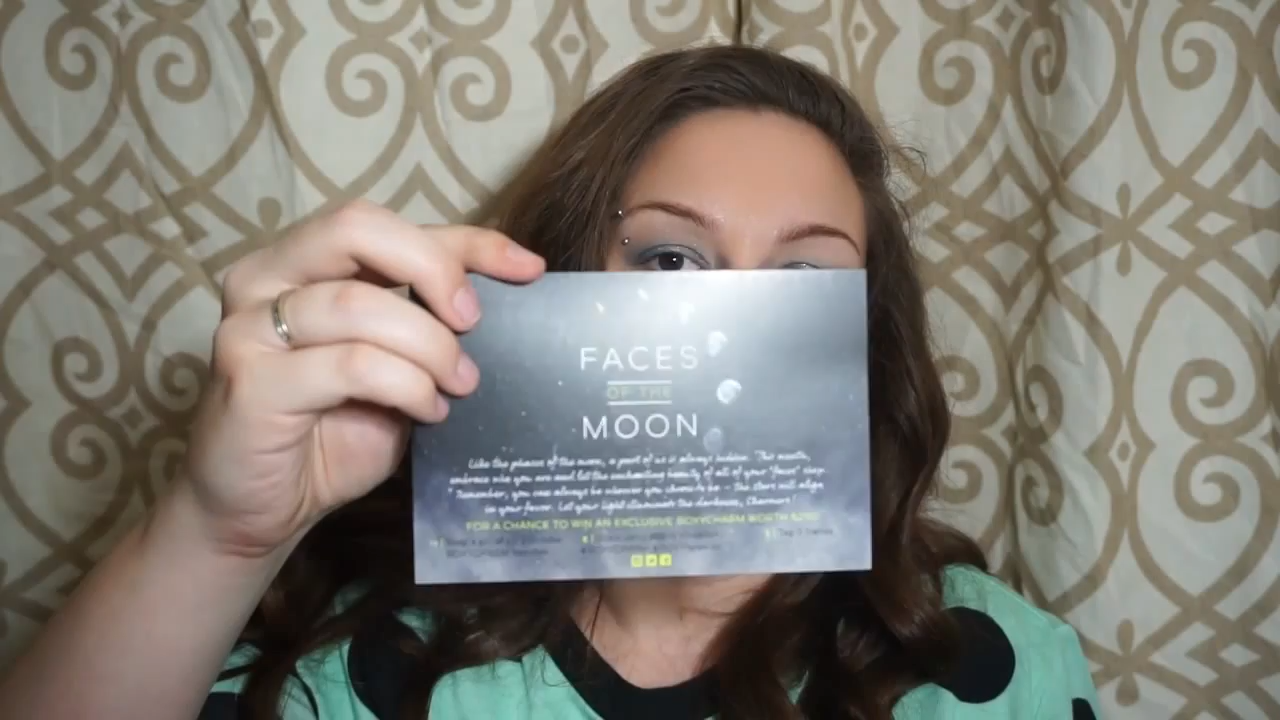 FACES
OF THE
MOON
Like the phases of the moon, a part of us is always hidden. This month,
embrace who you are and let the enchanting beauty of all of your "faces" shine.
Remember, you can always be whoever you choose to be - the stars will align
in your favor. Let your light illuminate the darkness, Charmers!
FOR A CHANCE TO WIN AN EXCLUSIVE BOXYCHARM WORTH